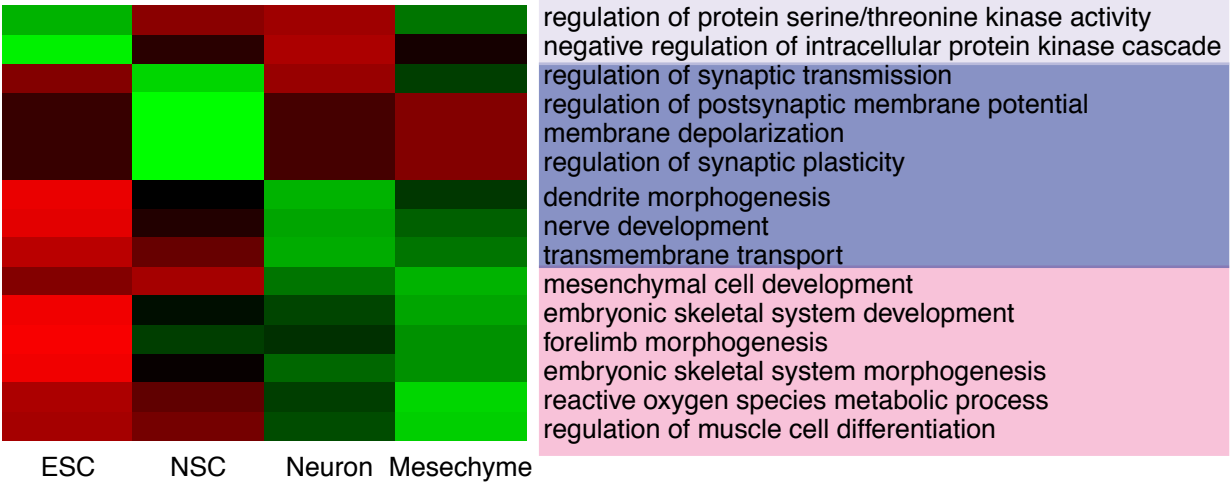 regulation of protein serine/threonine kinase activity
negative regulation of intracellular protein kinase cascade
regulation of synaptic transmission
regulation of postsynaptic membrane potential
membrane depolarization
regulation of synaptic plasticity
dendrite morphogenesis
nerve development
transmembrane transport
mesenchymal cell development
embryonic skeletal system development
forelimb morphogenesis
embryonic skeletal system morphogenesis
reactive oxygen species metabolic process
regulation of muscle cell differentiation
ESC NSC Neuron Mesechyme